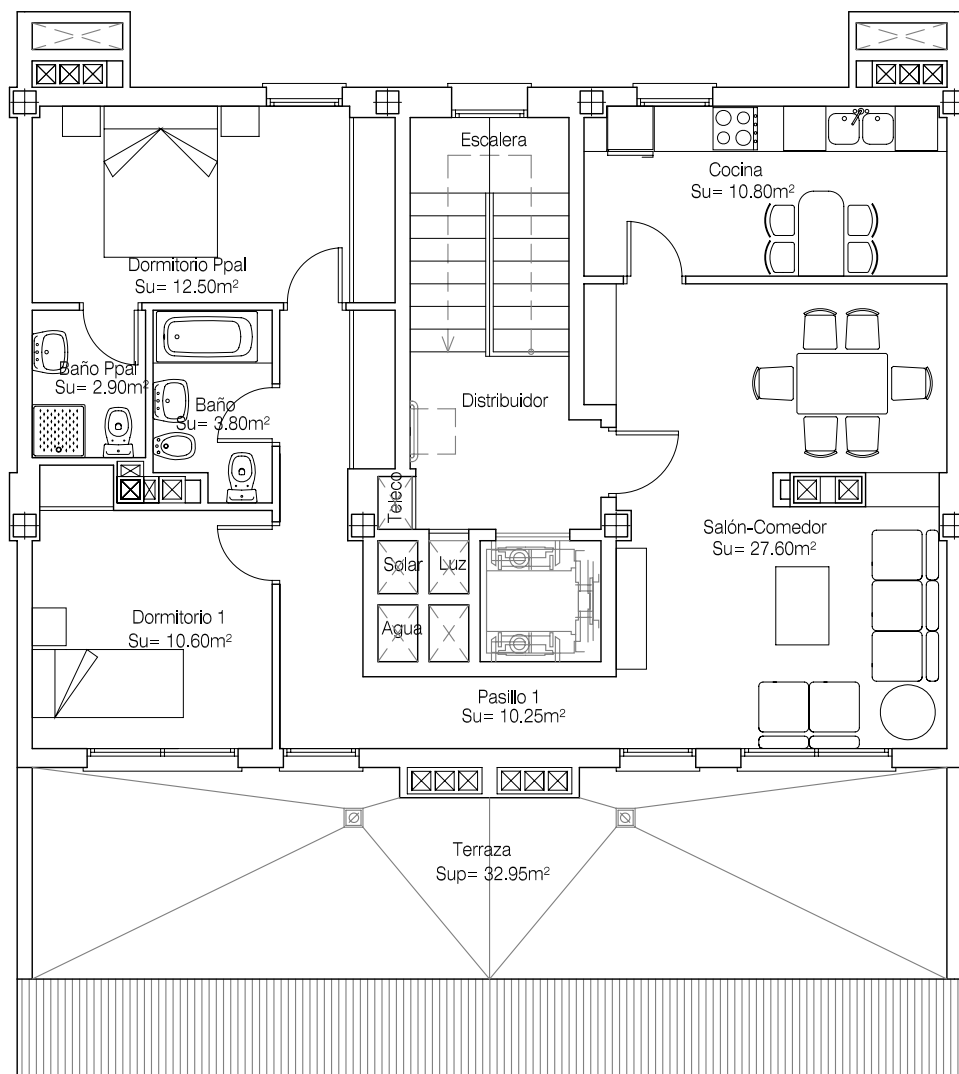 Escalera
Cocina
Su= 10.80m²
Dormitorio Ppal
Su= 12.50m²
Baño Ppal
Su= 2.90m²
Baño
Su= 3.80m²
Distribuidor
Teleco
Salón-Comedor
Su= 27.60m²
Solar
Luz
Agua
Dormitorio 1
Su= 10.60m²
Pasillo 1
Su= 10.25m²
Terraza
Sup= 32.95m²